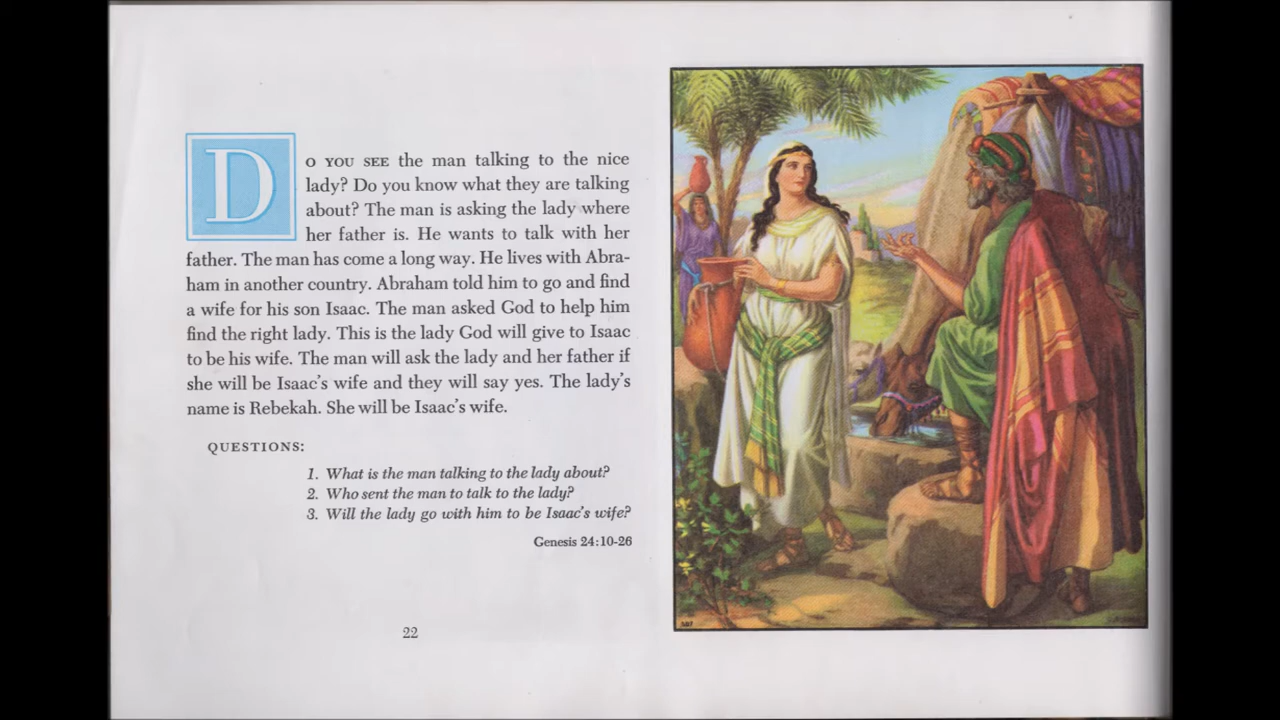 DO YOU SEE the man talking to the nice
lady? Do you know what they are talking
about? The man is asking the lady where
her father is. He wants to talk with her
father. The man has come a long way. He lives with Abra-
ham in another country. Abraham told him to go and find
a wife for his son Isaac. The man asked God to help him
find the right lady. This is the lady God will give to Isaac
to be his wife. The man will ask the lady and her father if
she will be Isaac's wife and they will say yes. The lady's
name is Rebekah. She will be Isaac's wife.
QUESTIONS:
1. What is the man talking to the lady about?
2. Who sent the man to talk to the lady?
3. Will the lady go with him to be Isaac's wife?
Genesis 24:10-26
22